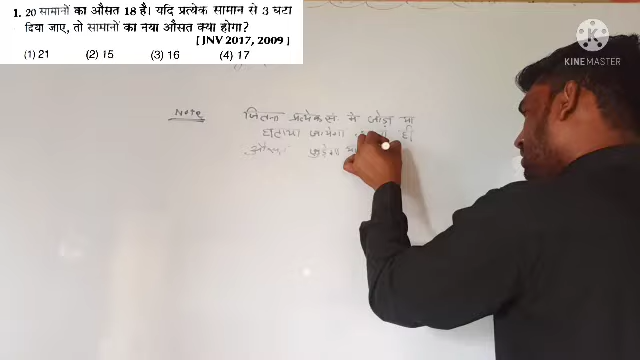 1. 20 सामानों का औसत 18 है। यदि प्रत्येक सामान से 3 घटा
दिया जाए, तो सामानों का नया औसत क्या होगा?
[JNV 2017, 2009]
(1) 21 (2) 15 (3) 16 (4) 17
KINEMASTER
Note
जितना प्रत्येक सं में जोड़ा या
घटाया जायेगा ही
औसत जुड़ेगा